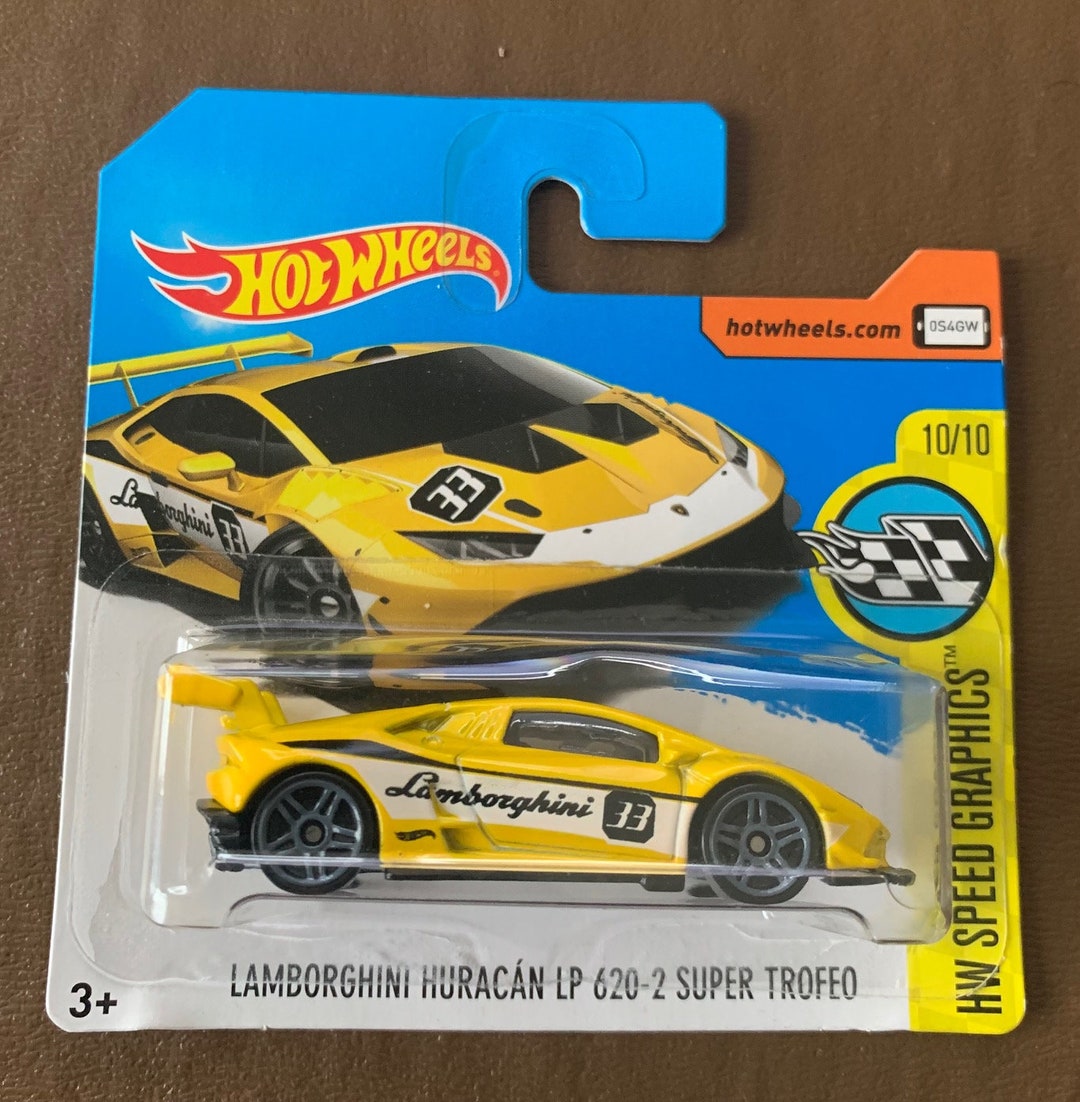 HOT WHEELS
hotwheels.com
0S4GW
10/10
33
Lamborghini 33
HW SPEED GRAPHICS™
Lamborghini 33
3+
LAMBORGHINI HURACÁN LP 620-2 SUPER TROFEO